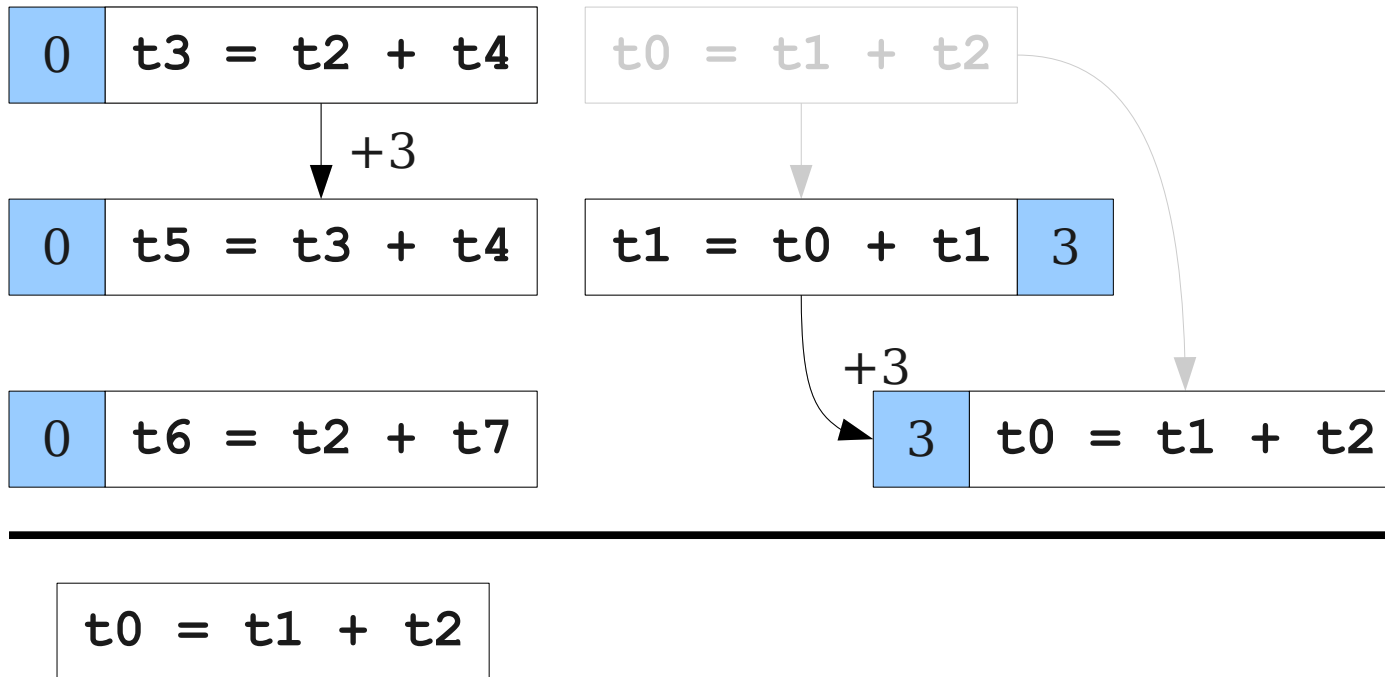 0 t3 = t2 + t4
t0 = t1 + t2
+3
0 t5 = t3 + t4
t1 = t0 + t1 3
+3
0 t6 = t2 + t7
3 t0 = t1 + t2
t0 = t1 + t2